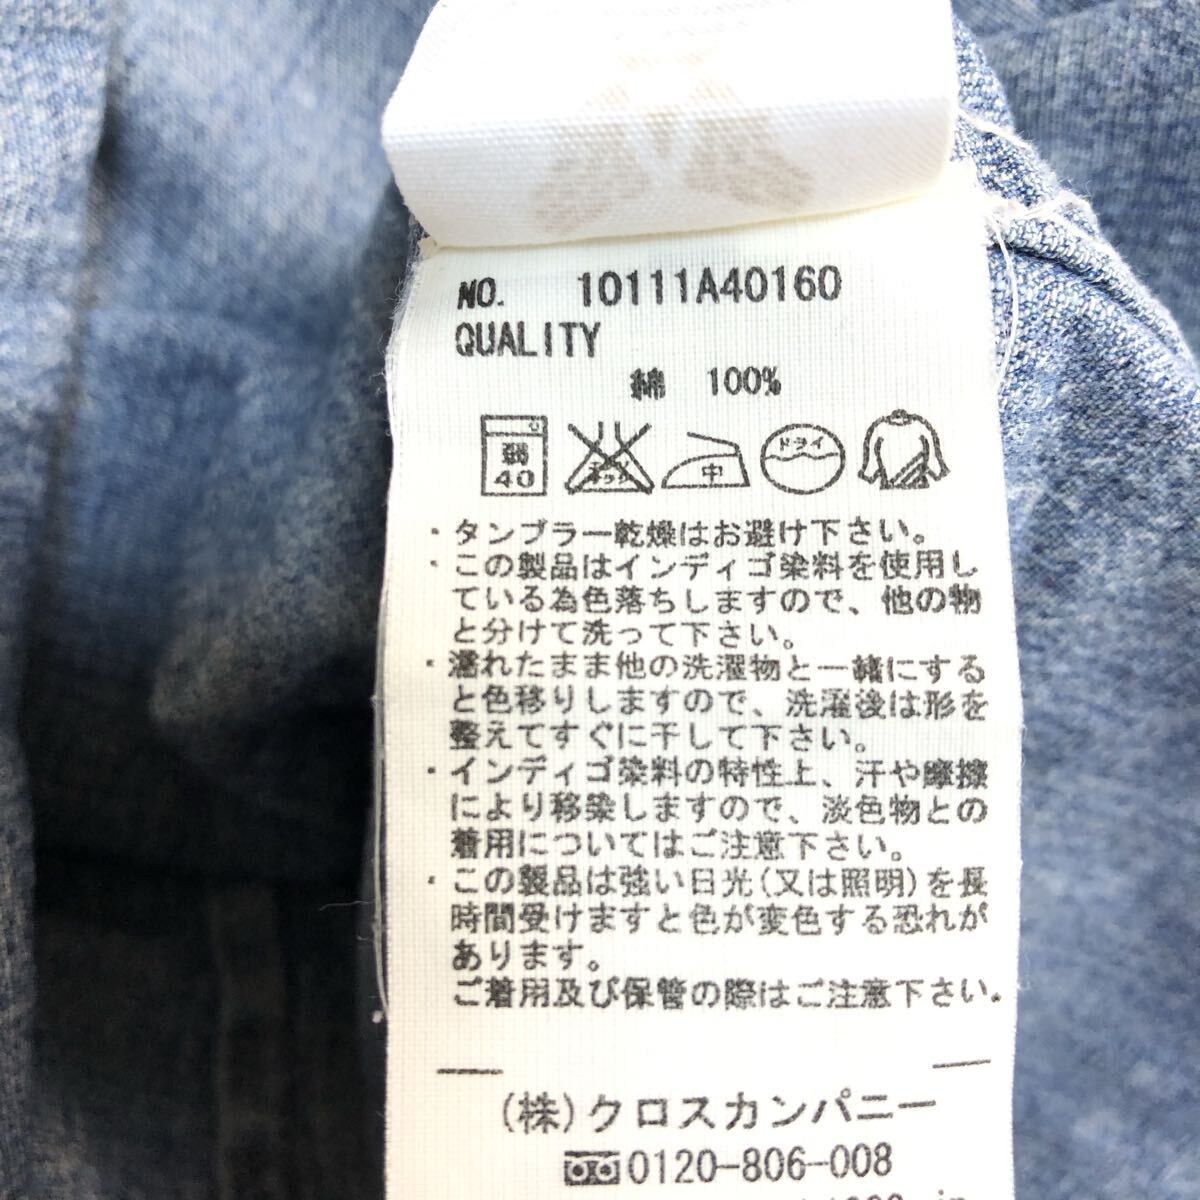 NO. 10111A40160
QUALITY
綿 100%
弱 40 中 ドライ
・タンブラー乾燥はお避け下さい。
・この製品はインディゴ染料を使用し
ている為色落ちしますので、他の物
と分けて洗って下さい。
・濡れたまま他の洗濯物と一緒にする
と色移りしますので、洗濯後は形を
整えてすぐに干して下さい。
・インディゴ染料の特性上、汗や摩擦
により移染しますので、淡色物との
着用についてはご注意下さい。
・この製品は強い日光(又は照明)を長
時間受けますと色が変色する恐れが
あります。
ご着用及び保管の際はご注意下さい.
(株)クロスカンパニー
0120-806-008